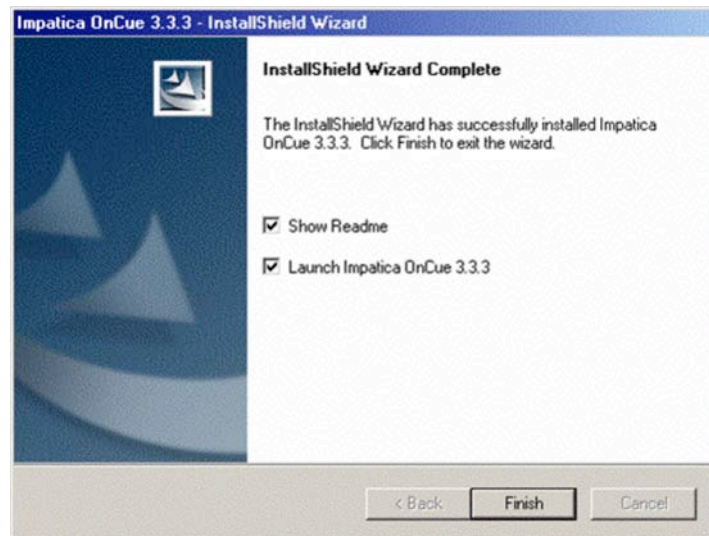 Impatica OnCue 3.3.3 - InstallShield Wizard
InstallShield Wizard Complete
The InstallShield Wizard has successfully installed Impatica
OnCue 3.3.3. Click Finish to exit the wizard.
Show Readme
Launch Impatica OnCue 3.3.3
< Back
Finish
Cancel